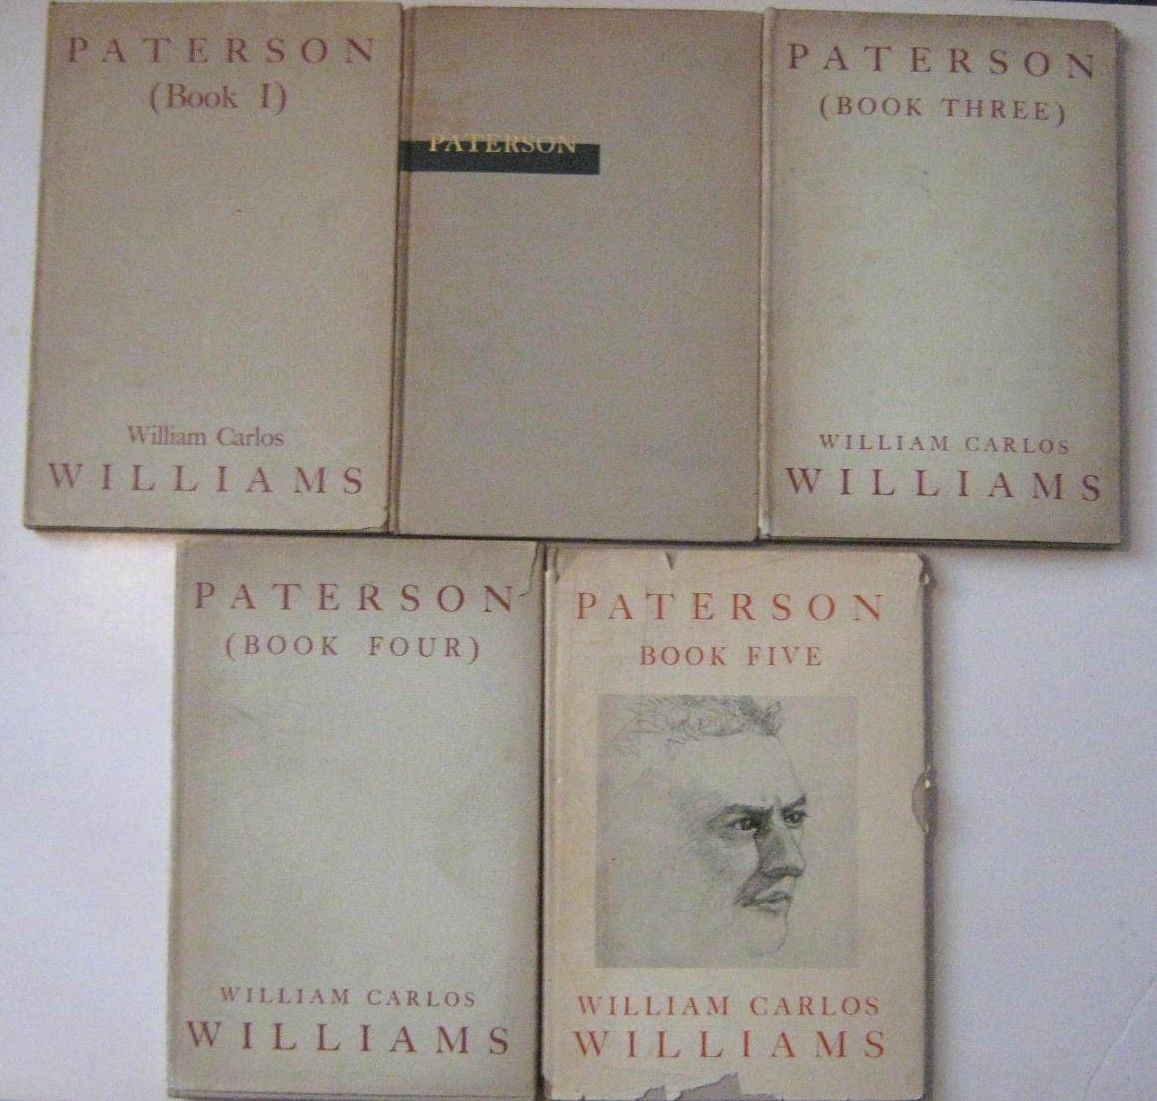 PATERSON
(Book I)
William Carlos
WILLIAMS
PATERSON
PATERSON
(BOOK THREE)
WILLIAM CARLOS
WILLIAMS
PATERSON
(BOOK FOUR)
WILLIAM CARLOS
WILLIAMS
PATERSON
BOOK FIVE
WILLIAM CARLOS
WILLIAMS